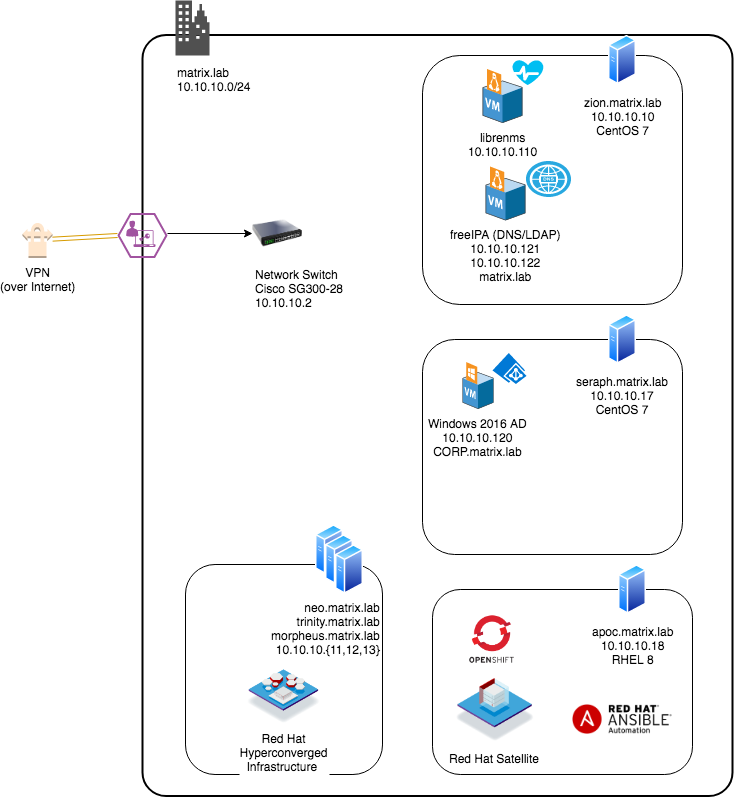 matrix.lab
10.10.10.0/24
zion.matrix.lab
10.10.10.10
CentOS 7
VM
librenms
10.10.10.110
VM
DNS
freeIPA (DNS/LDAP)
10.10.10.121
10.10.10.122
matrix.lab
VPN
(over Internet)
Network Switch
Cisco SG300-28
10.10.10.2
seraph.matrix.lab
10.10.10.17
CentOS 7
VM
Windows 2016 AD
10.10.10.120
CORP.matrix.lab
neo.matrix.lab
trinity.matrix.lab
morpheus.matrix.lab
10.10.10.{11,12,13}
Red Hat
Hyperconverged
Infrastructure
apoc.matrix.lab
10.10.10.18
RHEL 8
OPENSHIFT
Red Hat Satellite
RED HAT
ANSIBLE
Automation